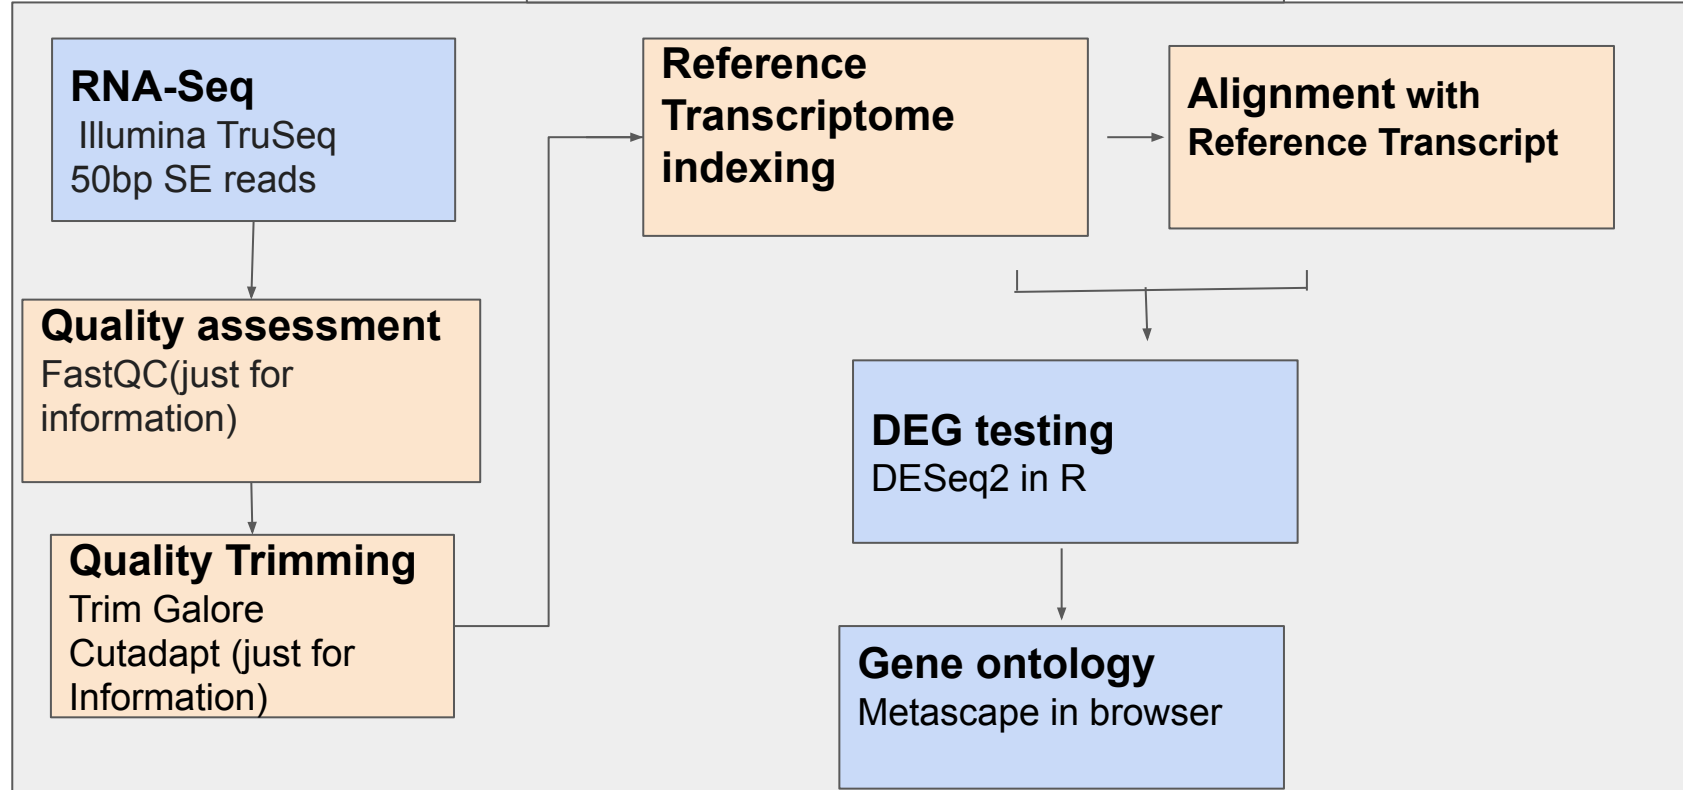 RNA-Seq
Illumina TruSeq
50bp SE reads
Quality assessment
FastQC(just for
information)
Quality Trimming
Trim Galore
Cutadapt (just for
Information)
Reference
Transcriptome
indexing
Alignment with
Reference Transcript
DEG testing
DESeq2 in R
Gene ontology
Metascape in browser